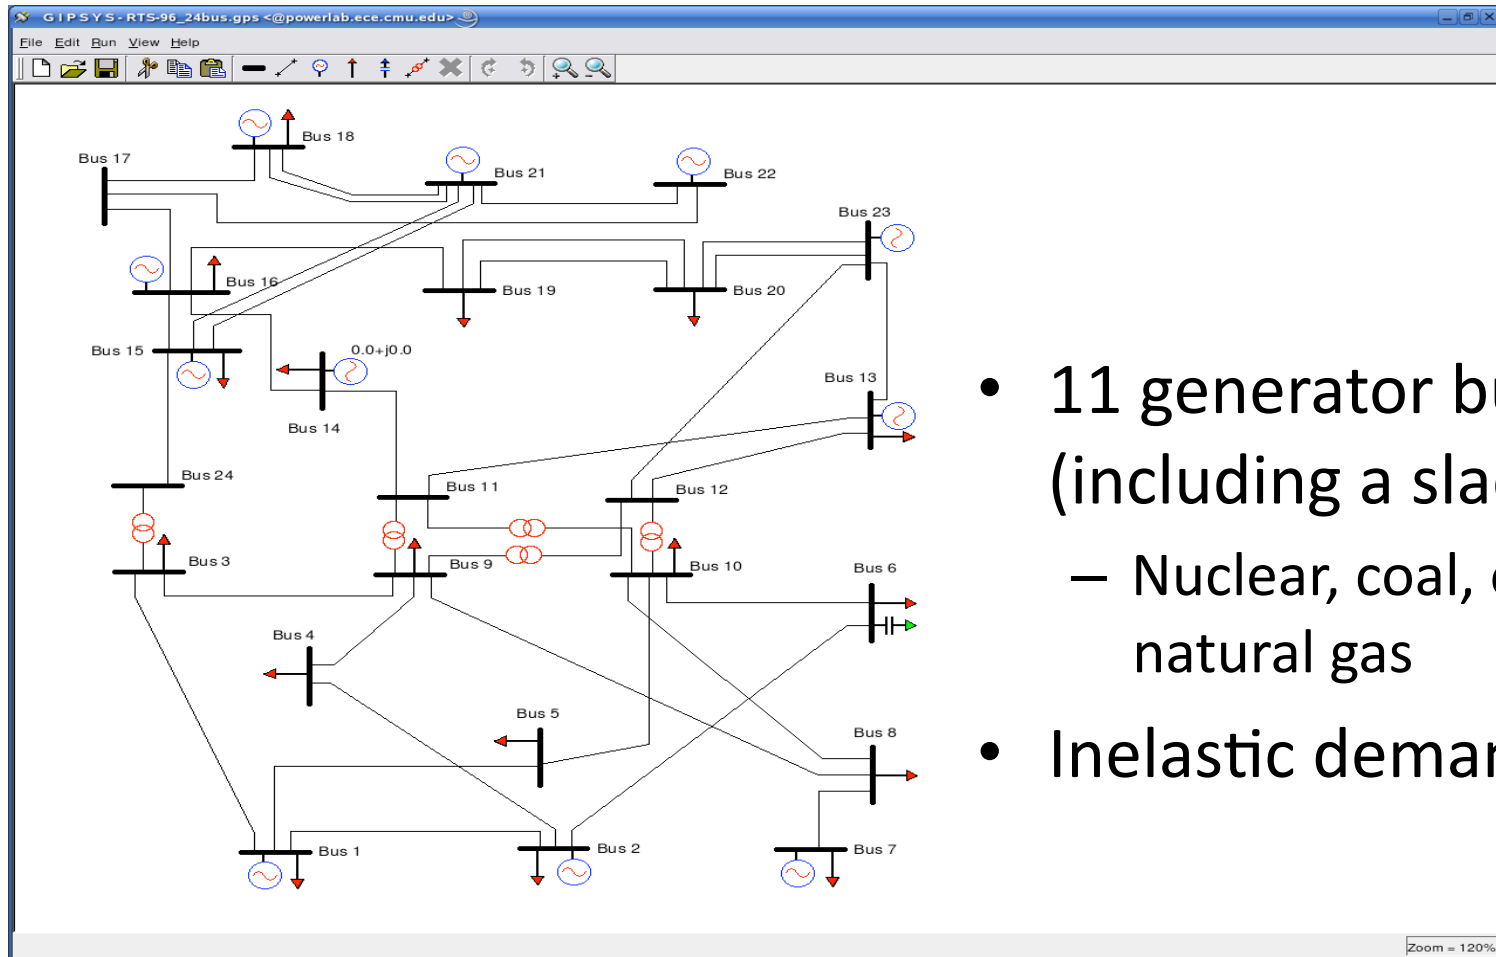 G I P S Y S - RTS-96_24bus.gps <@powerlab.ece.cmu.edu>
File Edit Run View Help
Bus 18
Bus 17
Bus 21
Bus 22
Bus 23
Bus 16
Bus 19
Bus 20
Bus 15
0.0+j0.0
Bus 14
Bus 13
Bus 24
Bus 11
Bus 12
Bus 3
Bus 9
Bus 10
Bus 6
Bus 4
Bus 5
Bus 8
Bus 1
Bus 2
Bus 7
• 11 generator bu
(including a sla
– Nuclear, coal,
natural gas
• Inelastic demar
Zoom = 120%